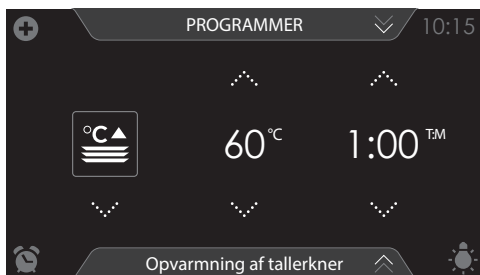 PROGRAMMER
10:15
°C
60 °C
1:00 T:M
Opvarmning af tallerkner